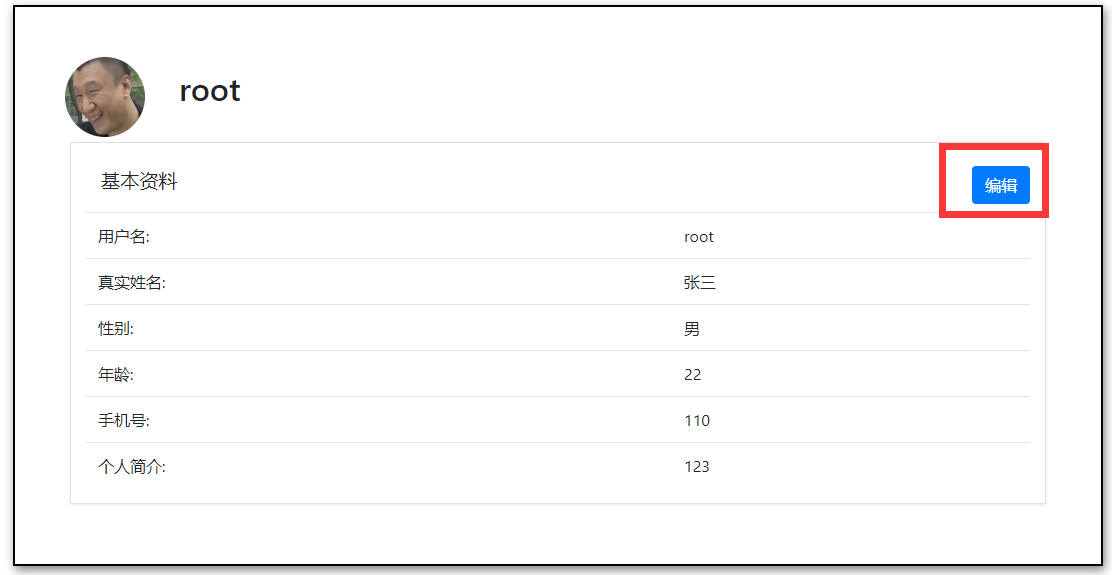 root
基本资料 编辑
用户名: root
真实姓名: 张三
性别: 男
年龄: 22
手机号: 110
个人简介: 123